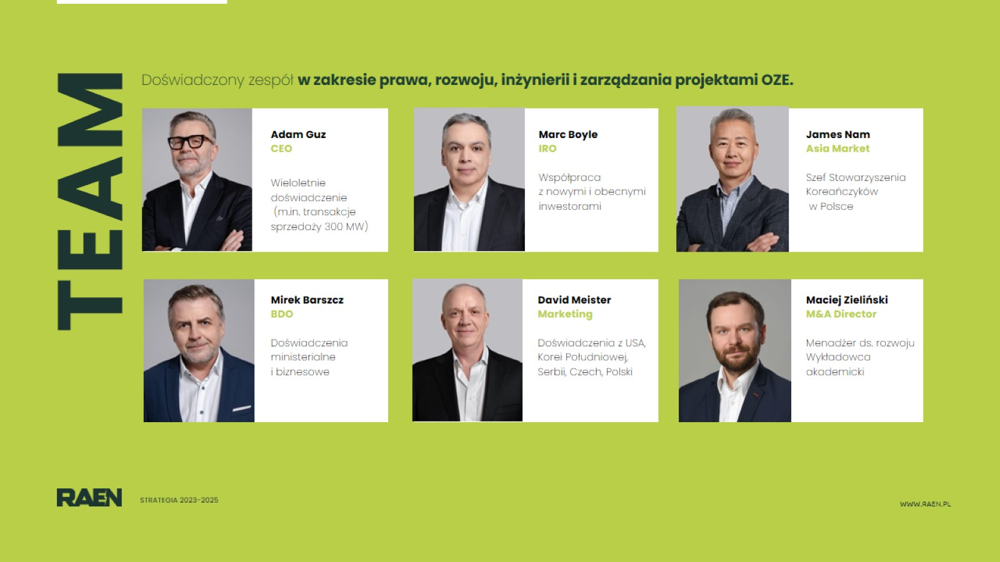 TEAM
Doświadczony zespół w zakresie prawa, rozwoju, inżynierii i zarządzania projektami OZE.
Adam Guz
CEO
Wieloletnie
doświadczenie
(m.in. transakcje
sprzedaży 300 MW)
Marc Boyle
IRO
Współpraca
z nowymi i obecnymi
inwestorami
James Nam
Asia Market
Szef Stowarzyszenia
Koreańczyków
w Polsce
Mirek Barszcz
BDO
Doświadczenia
ministerialne
i biznesowe
David Meister
Marketing
Doświadczenia z USA,
Korei Południowej,
Serbii, Czech, Polski
Maciej Zieliński
M&A Director
Menadżer ds. rozwoju
Wykładowca
akademicki
RAEN
STRATEGIA 2023-2025
WWW.RAEN.PL